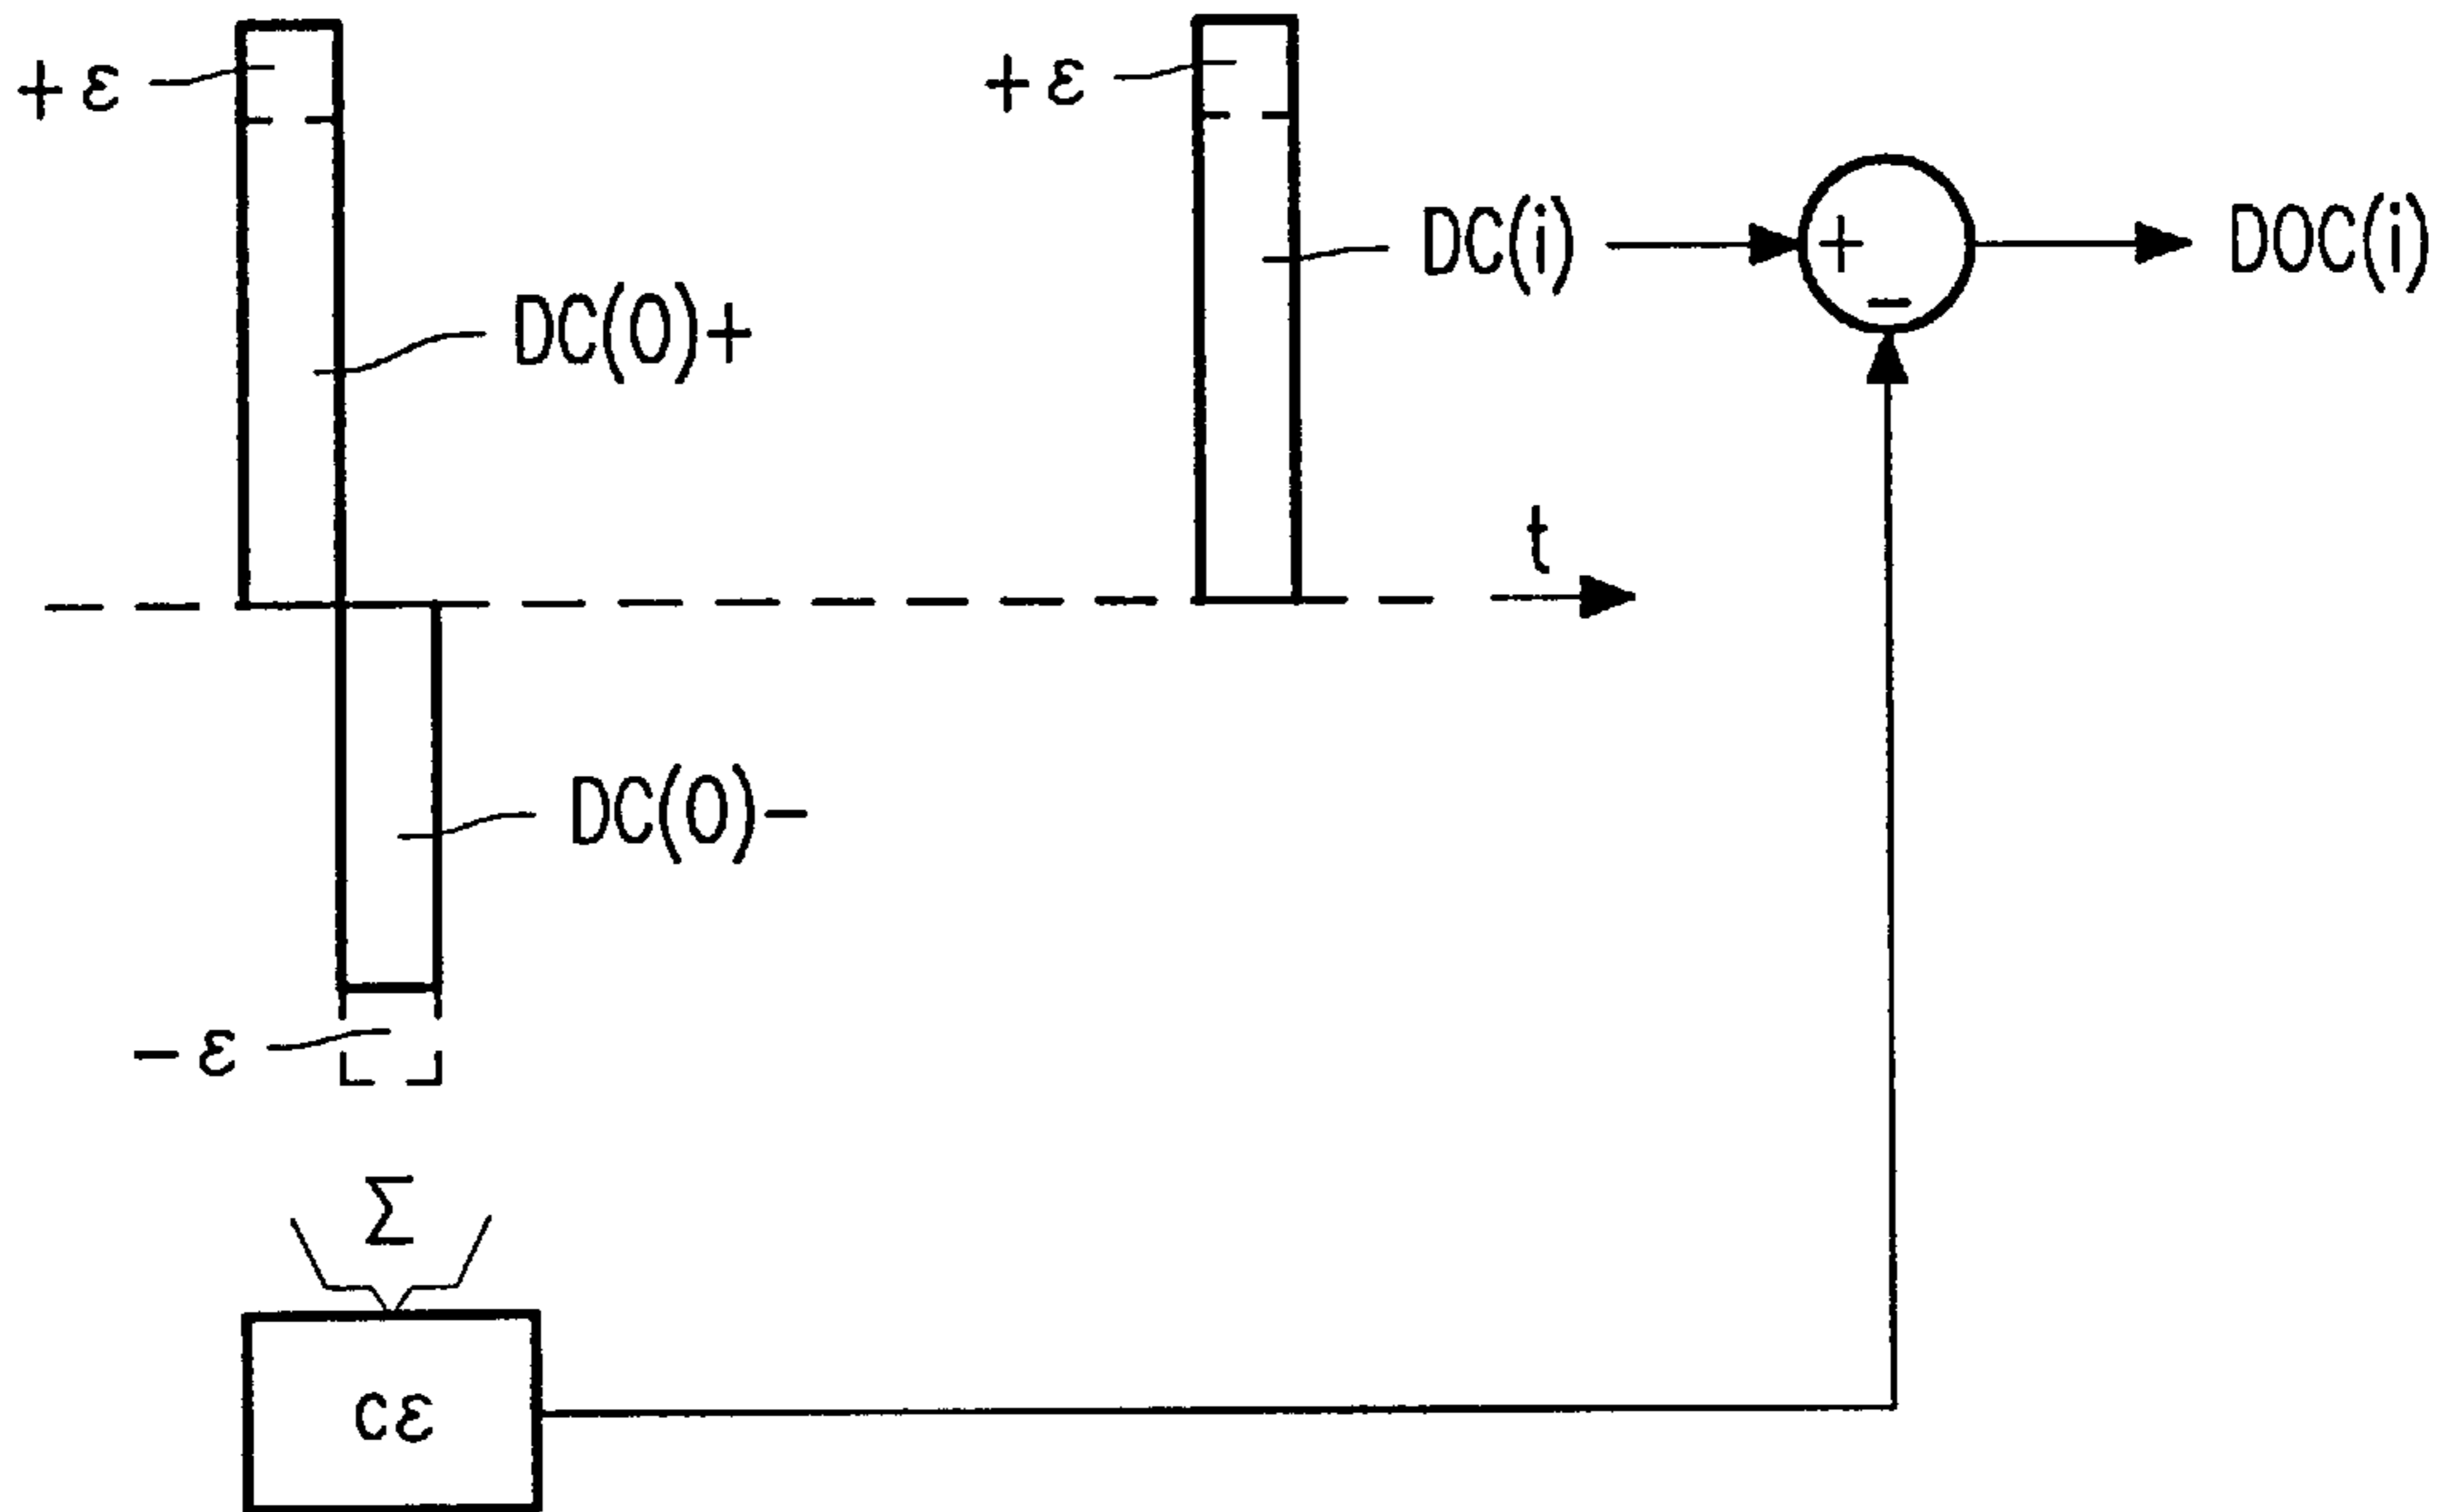 +ε
+ε
DC(i)
+
−
DOC(i)
DC(0)+
t
DC(0)−
−ε
Σ
cε